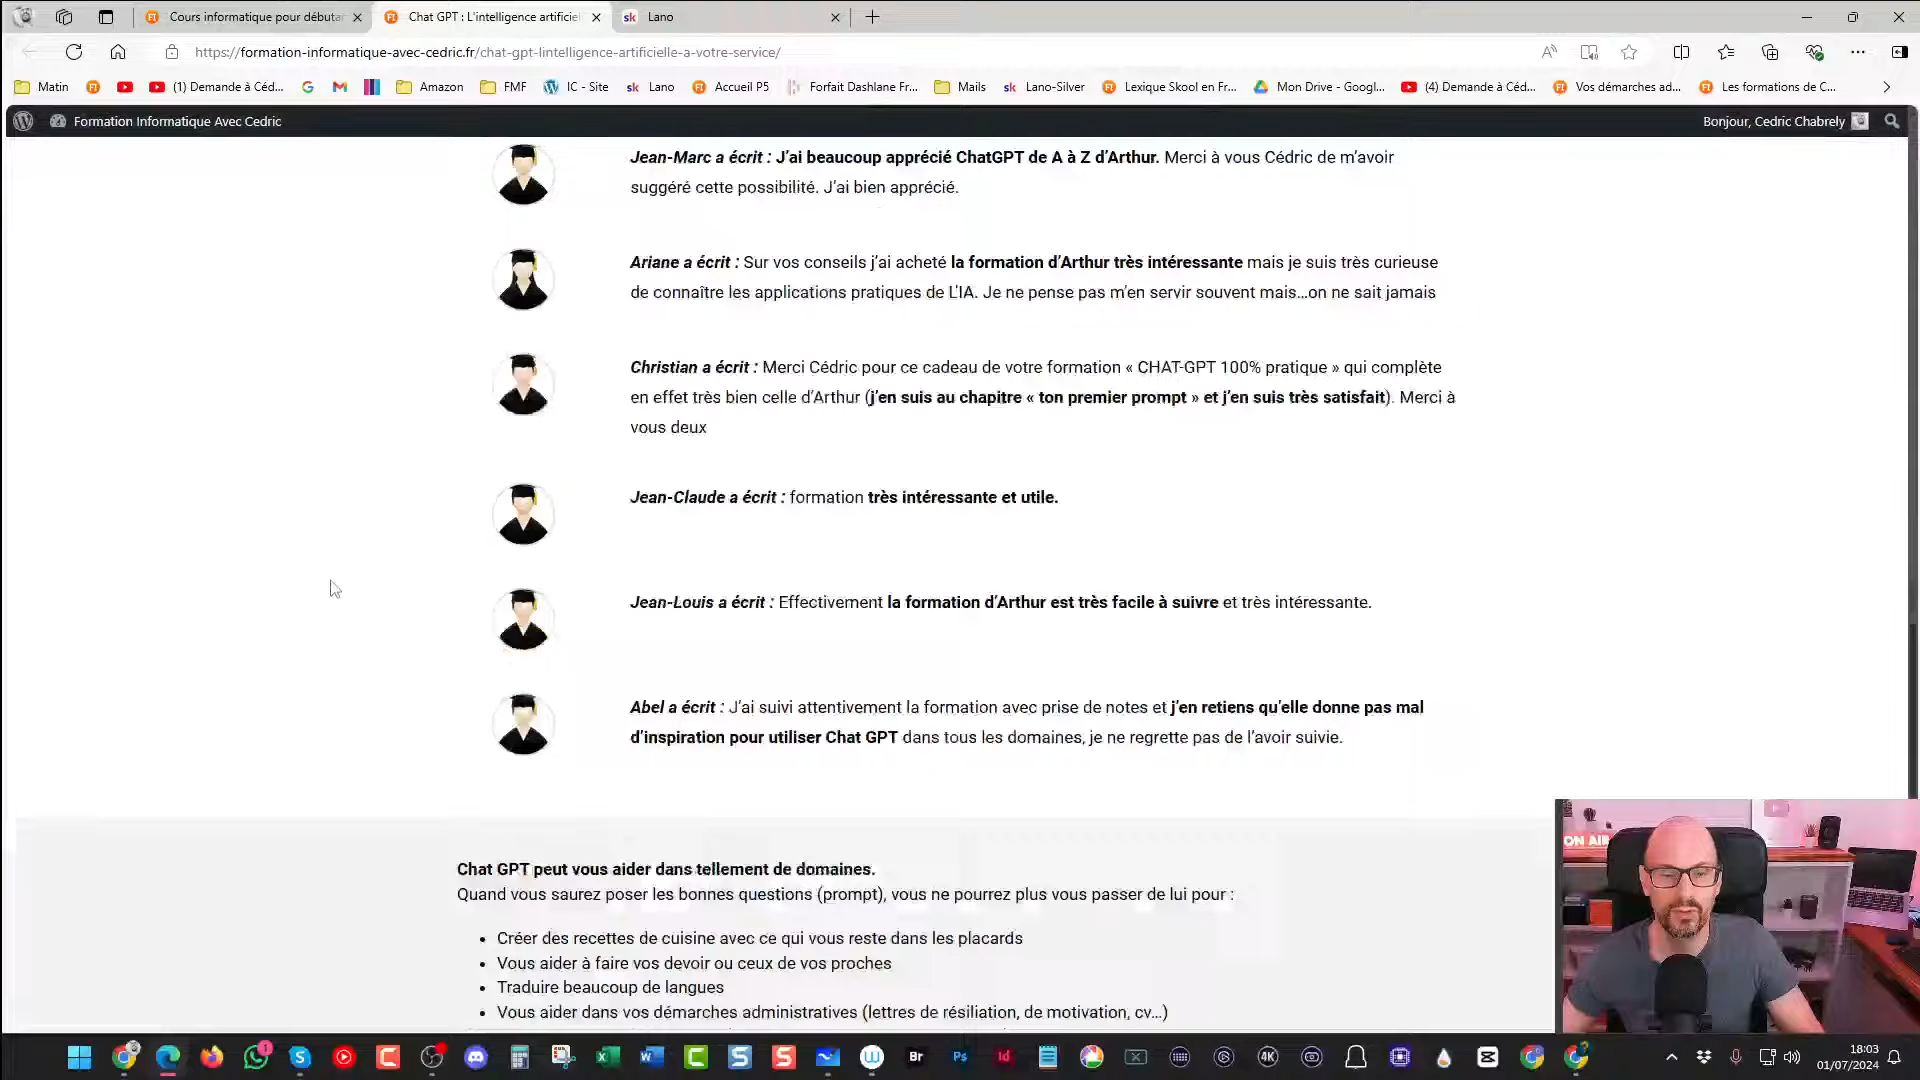 Cours informatique pour débuta
Chat GPT : L'intelligence artificiel
sk Lano
https://formation-informatique-avec-cedric.fr/chat-gpt-lintelligence-artificielle-a-votre-service/
Matin
(1) Demande à Céd...
Amazon
FMF
IC - Site
sk Lano
Accueil P5
Forfait Dashlane Fr...
Mails
sk Lano-Silver
Lexique Skool en Fr...
Mon Drive - Googl...
(4) Demande à Céd...
Vos démarches ad...
Les formations de C...
Formation Informatique Avec Cedric
Bonjour, Cedric Chabrely
Jean-Marc a écrit : J'ai beaucoup apprécié ChatGPT de A à Z d'Arthur. Merci à vous Cédric de m'avoir
suggéré cette possibilité. J'ai bien apprécié.
Ariane a écrit : Sur vos conseils j'ai acheté la formation d'Arthur très intéressante mais je suis très curieuse
de connaître les applications pratiques de L'IA. Je ne pense pas m'en servir souvent mais…on ne sait jamais
Christian a écrit : Merci Cédric pour ce cadeau de votre formation « CHAT-GPT 100% pratique » qui complète
en effet très bien celle d'Arthur (j'en suis au chapitre « ton premier prompt » et j'en suis très satisfait). Merci à
vous deux
Jean-Claude a écrit : formation très intéressante et utile.
Jean-Louis a écrit : Effectivement la formation d'Arthur est très facile à suivre et très intéressante.
Abel a écrit : J'ai suivi attentivement la formation avec prise de notes et j'en retiens qu'elle donne pas mal
d'inspiration pour utiliser Chat GPT dans tous les domaines, je ne regrette pas de l'avoir suivie.
Chat GPT peut vous aider dans tellement de domaines.
Quand vous saurez poser les bonnes questions (prompt), vous ne pourrez plus vous passer de lui pour :
• Créer des recettes de cuisine avec ce qui vous reste dans les placards
• Vous aider à faire vos devoir ou ceux de vos proches
• Traduire beaucoup de langues
• Vous aider dans vos démarches administratives (lettres de résiliation, de motivation, cv…)
ON AIR
Br
Ps
Id
4K
18:03
01/07/2024